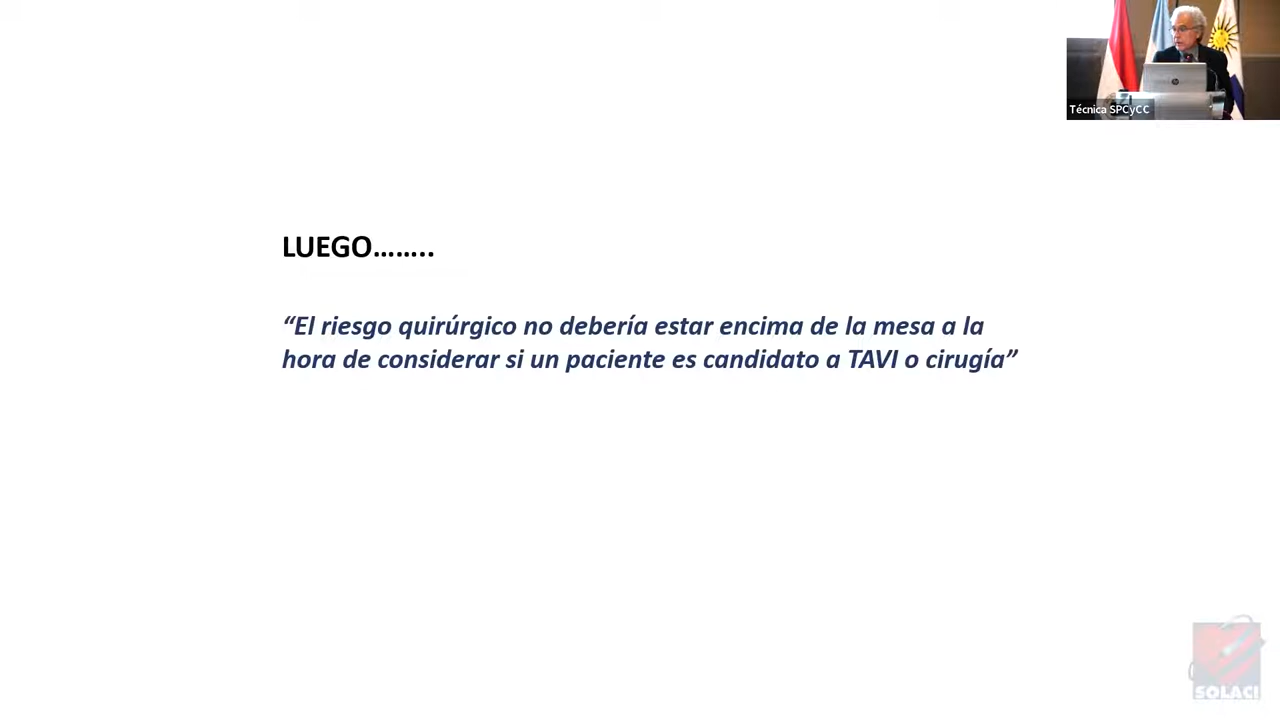 Técnica SPCyCC
LUEGO……..
“El riesgo quirúrgico no debería estar encima de la mesa a la
hora de considerar si un paciente es candidato a TAVI o cirugía”
SOLACI